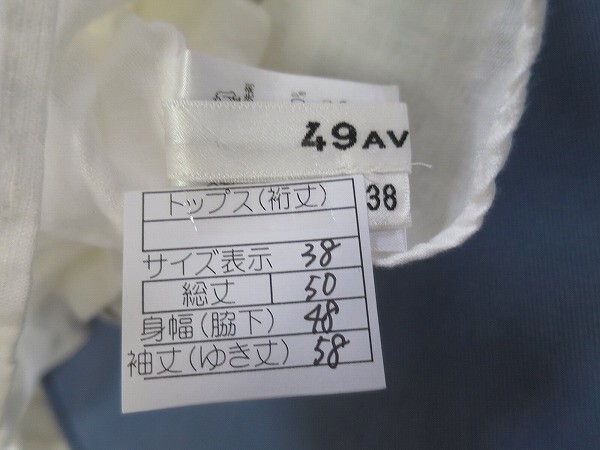 49AV
38
トップス(裄丈)
サイズ表示 38
総丈 50
身幅(脇下) 48
袖丈(ゆき丈) 58